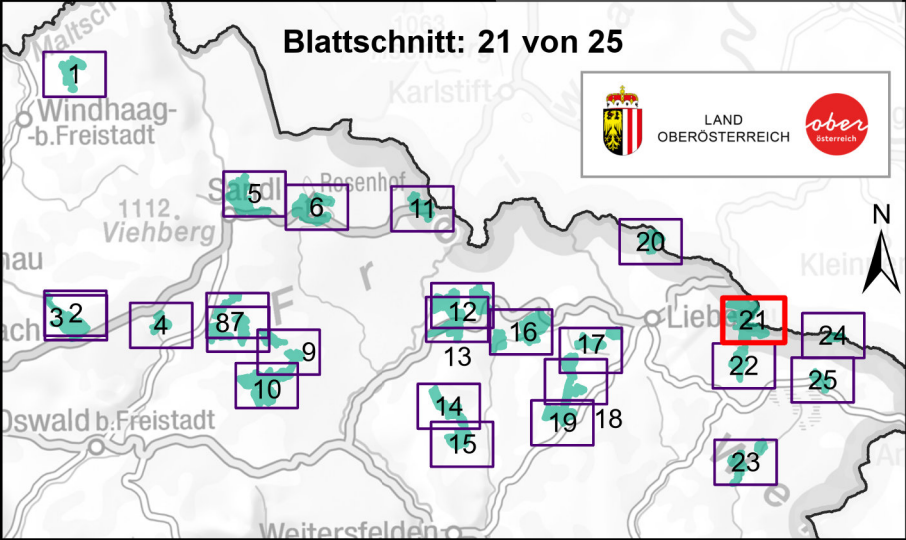 Blattschnitt: 21 von 25
Maltsch
1063
Karlstift
1
Windhaag-
-b.Freistadt
LAND
OBERÖSTERREICH
ober
österreich
5
Sandl
6
Rosenhof
11
1112
Viehberg
N
20
nau
3
2
ach
4
8
7
F
r
e
i
9
10
12
13
16
17
Liebenau
21
22
24
25
14
15
18
19
23
w
e
Oswald b.Freistadt
Weitersfelden